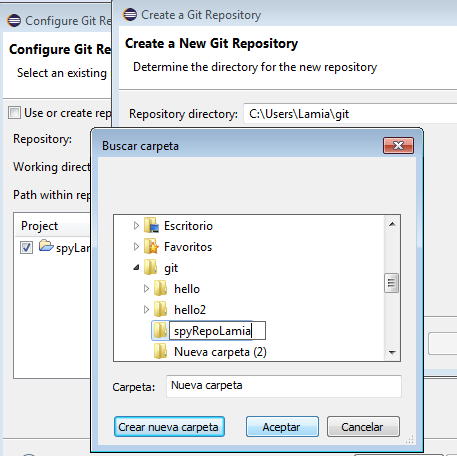 Configure Git Re
Create a Git Repository
Configure Git Re
Select an existing
Create a New Git Repository
Determine the directory for the new repository
Use or create rep
Repository directory: C:\Users\Lamia\git
Repository:
Working direct
Path within rep
Project
spyLan
Buscar carpeta
Escritorio
Favoritos
git
hello
hello2
spyRepoLamia
Nueva carpeta (2)
Carpeta: Nueva carpeta
Crear nueva carpeta
Aceptar
Cancelar